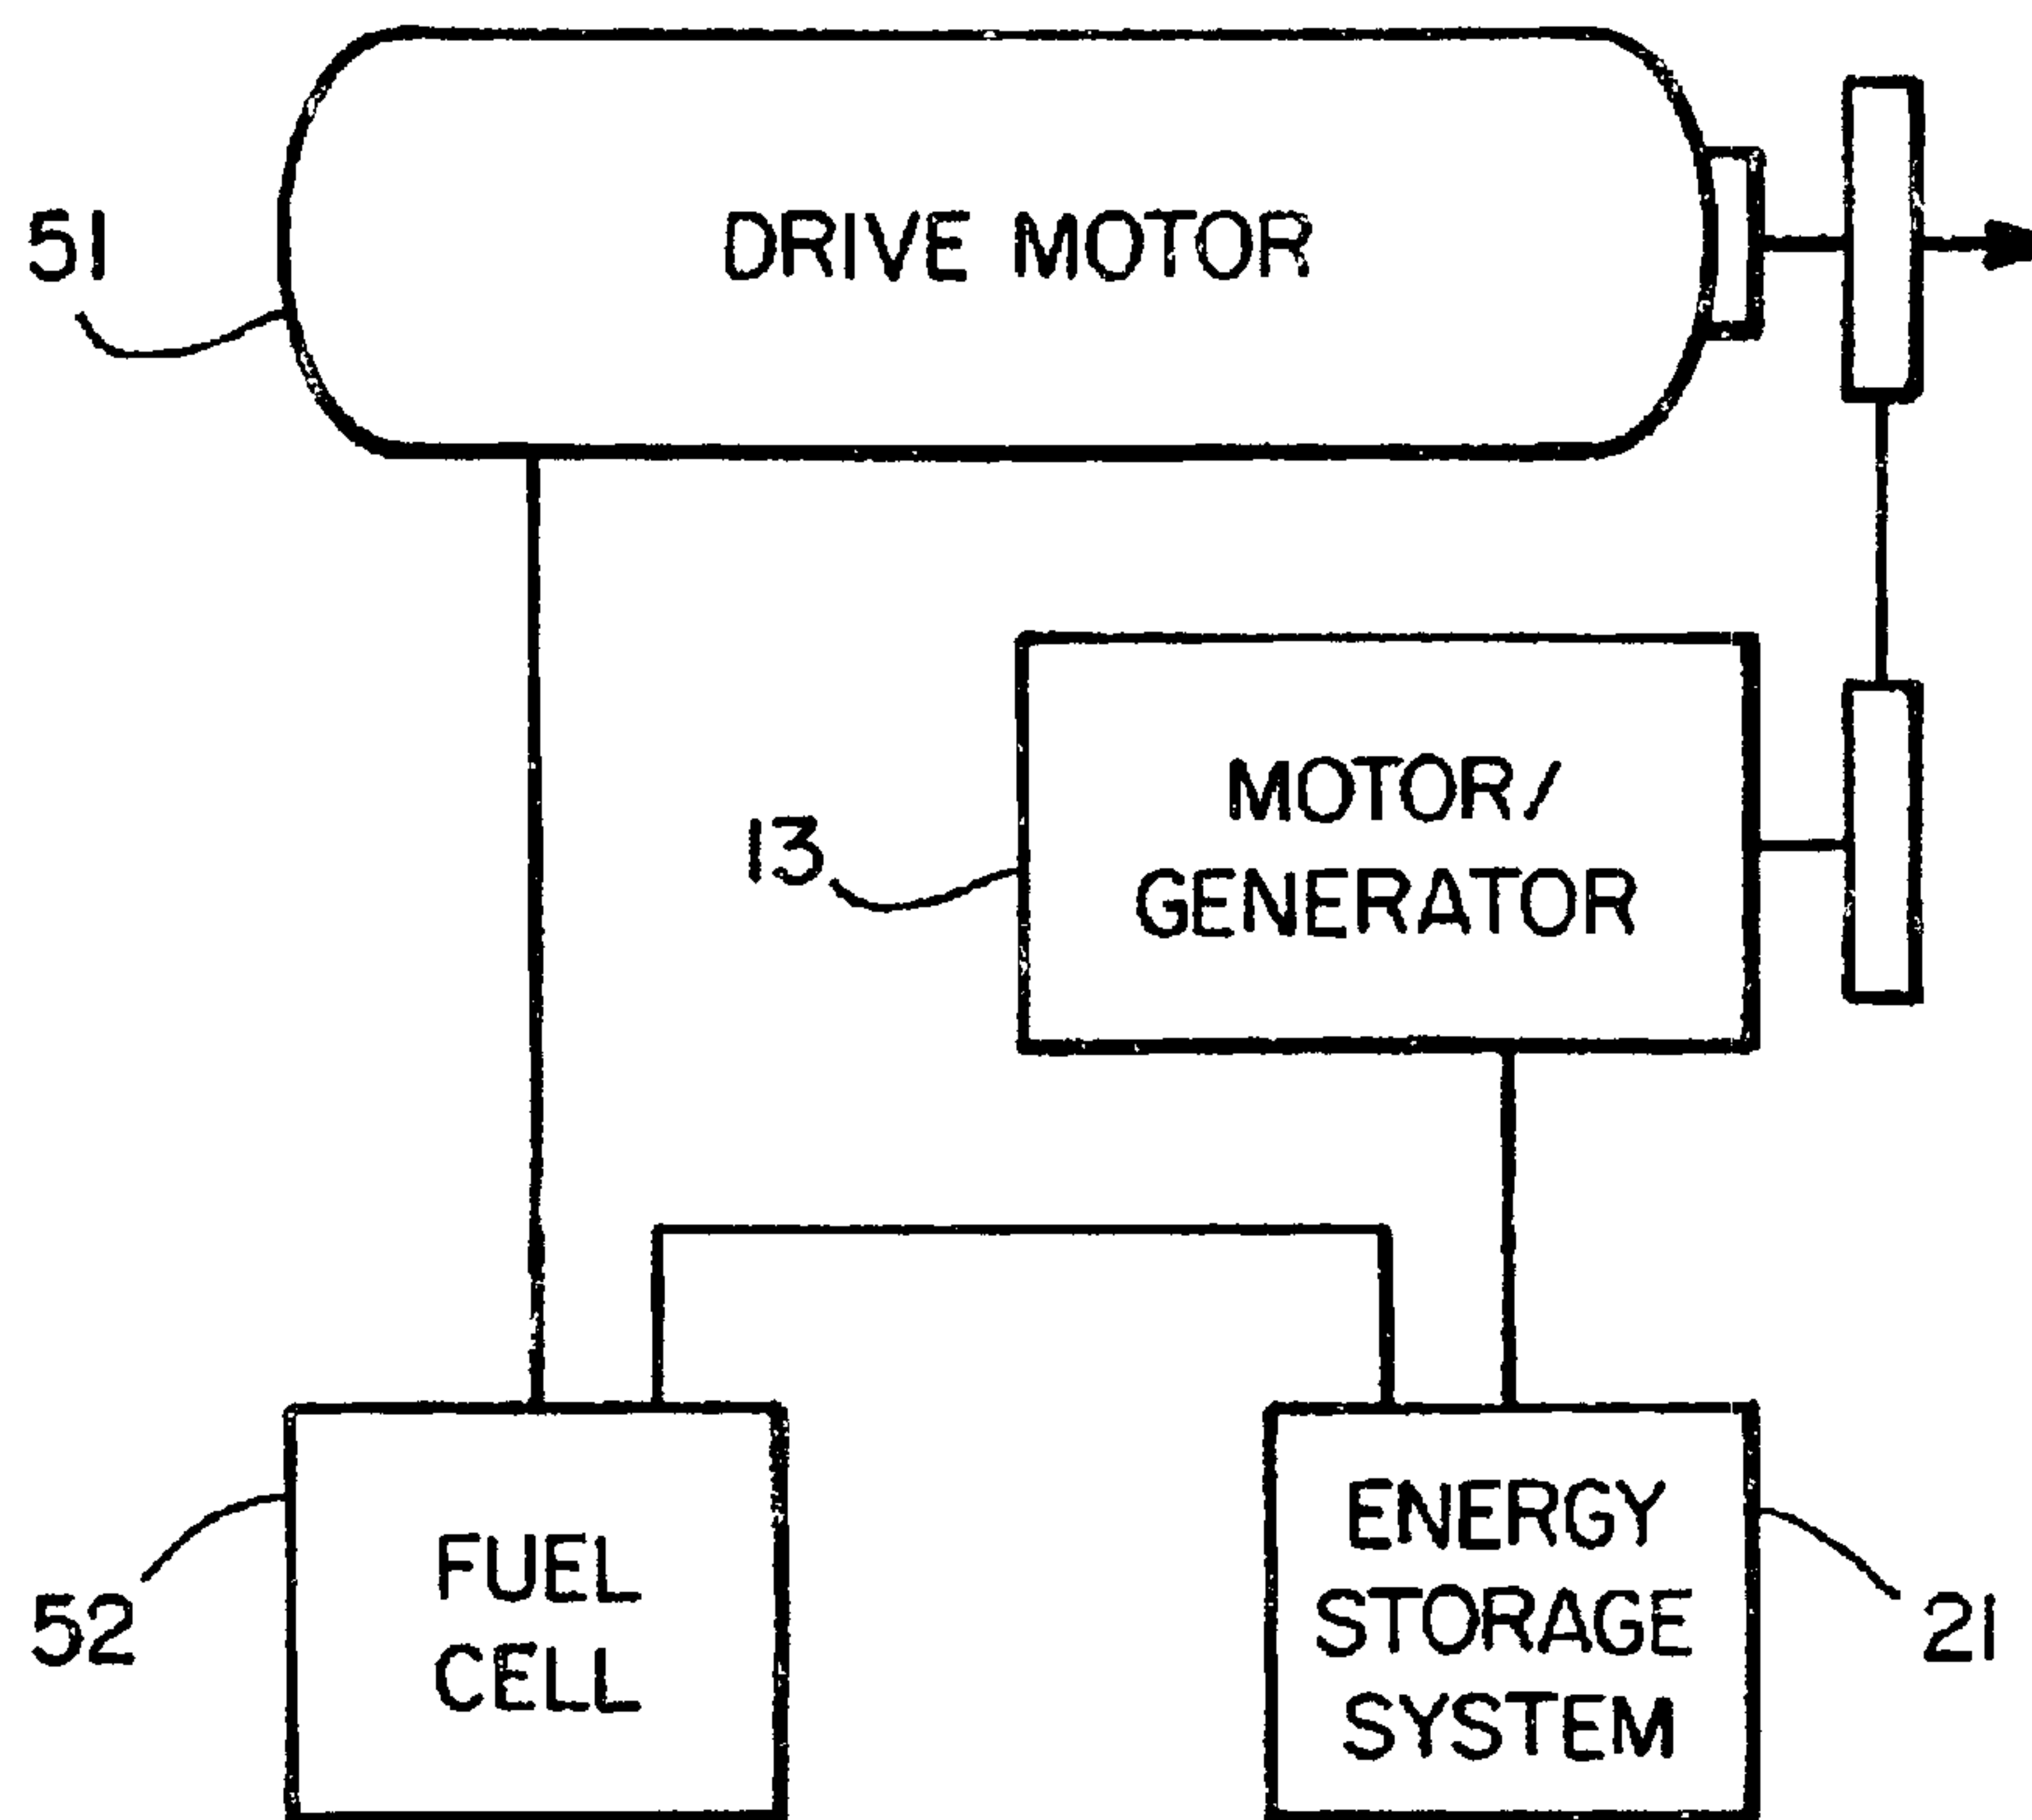 51
DRIVE MOTOR
13
MOTOR/
GENERATOR
52
FUEL
CELL
ENERGY
STORAGE
SYSTEM
21